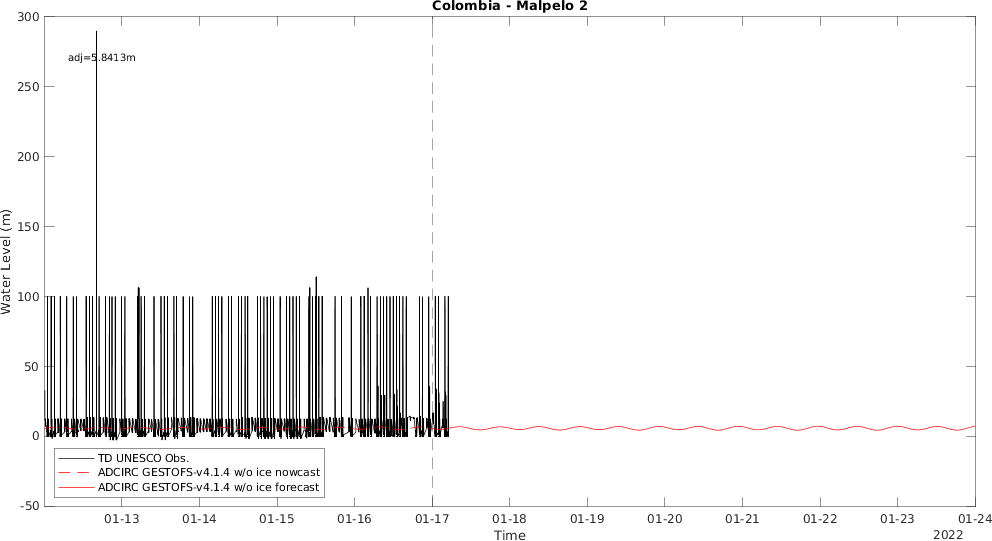 Colombia - Malpelo 2
300
adj=5.8413m
250
200
150
100
50
0
-50
Water Level (m)
TD UNESCO Obs.
ADCIRC GESTOFS-v4.1.4 w/o ice nowcast
ADCIRC GESTOFS-v4.1.4 w/o ice forecast
01-13 01-14 01-15 01-16 01-17 01-18 01-19 01-20 01-21 01-22 01-23 01-24
Time
2022